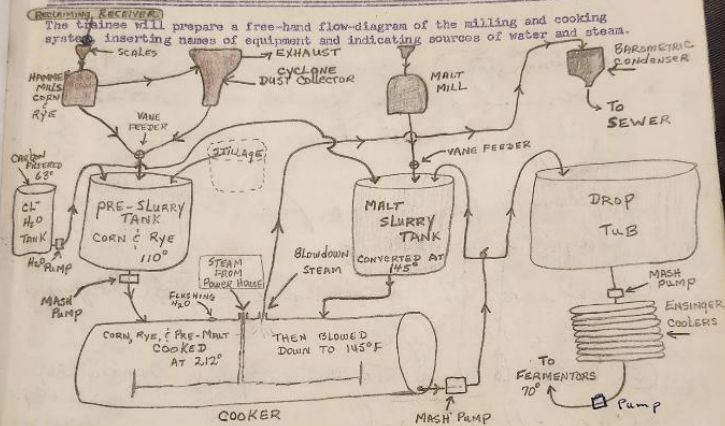 RECLAIMING RECEIVER
The trainee will prepare a free-hand flow-diagram of the milling and cooking
system, inserting names of equipment and indicating sources of water and steam.
SCALES
EXHAUST
CYCLONE
DUST COLLECTOR
HAMMER
MILLS
CORN
&
RYE
VANE
FEEDER
MALT
MILL
BAROMETRIC
CONDENSER
TO
SEWER
VANE FEEDER
STILLAGE
CARBON
FILTERED
63°
CL-
H2O
TANK
H2O PUMP
PRE-SLURRY
TANK
CORN & RYE
110°
MALT
SLURRY
TANK
CONVERTED AT
145°
DROP
TUB
MASH
PUMP
FLUSHING
H2O
STEAM
FROM
POWER HOUSE
BLOWDOWN
STEAM
MASH
PUMP
ENSINGER
COOLERS
CORN, RYE, & PRE-MALT
COOKED
AT 212°
THEN BLOWED
DOWN TO 145°F
COOKER
MASH PUMP
TO
FERMENTORS
70°
Pump